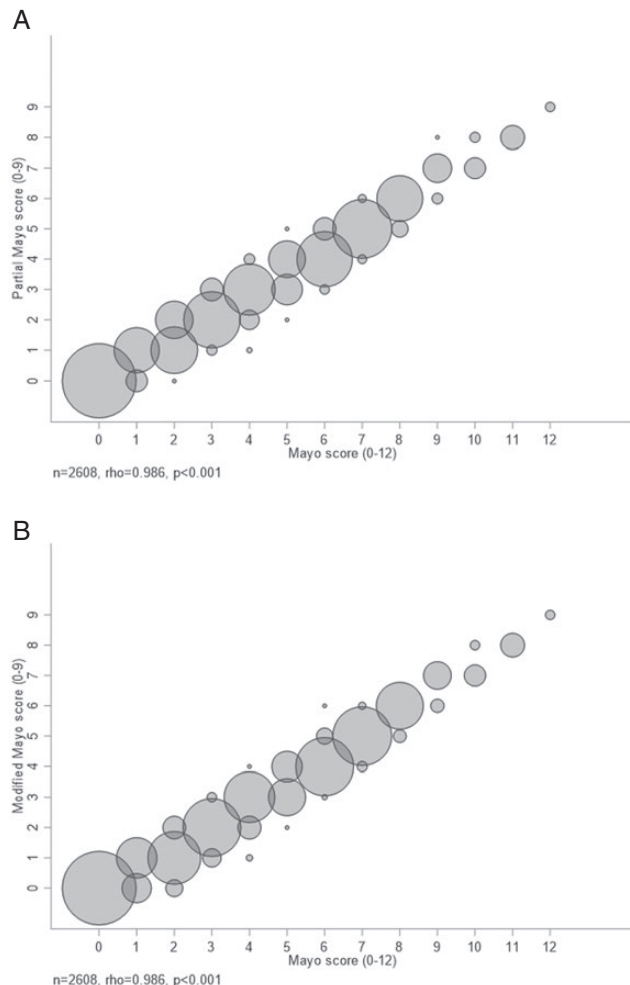 A
Partial Mayo score (0-9)
9
8
7
6
5
4
3
2
1
0
0 1 2 3 4 5 6 7 8 9 10 11 12
Mayo score (0-12)
n=2608, rho=0.986, p<0.001
B
Modified Mayo score (0-9)
9
8
7
6
5
4
3
2
1
0
0 1 2 3 4 5 6 7 8 9 10 11 12
Mayo score (0-12)
n=2608, rho=0.986, p<0.001